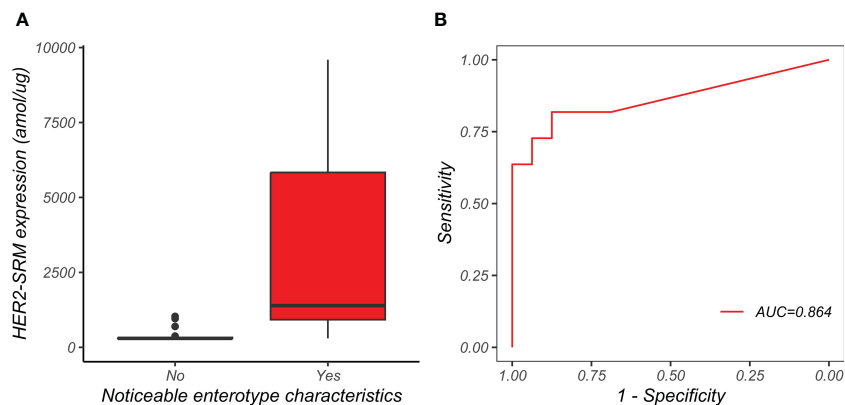 A
HER2-SRM expression (amol/ug)
10000
7500
5000
2500
0
No
Yes
Noticeable enterotype characteristics
B
Sensitivity
1.00
0.75
0.50
0.25
0.00
AUC=0.864
1.00
0.75
0.50
0.25
0.00
1 - Specificity